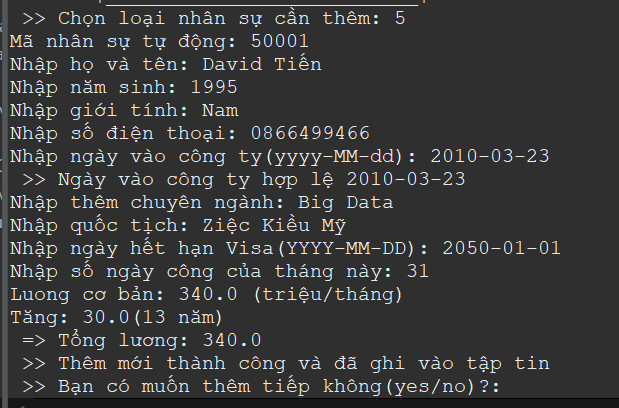 >> Chọn loại nhân sự cần thêm: 5
Mã nhân sự tự động: 50001
Nhập họ và tên: David Tiến
Nhập năm sinh: 1995
Nhập giới tính: Nam
Nhập số điện thoại: 0866499466
Nhập ngày vào công ty(yyyy-MM-dd): 2010-03-23
>> Ngày vào công ty hợp lệ 2010-03-23
Nhập thêm chuyên ngành: Big Data
Nhập quốc tịch: Ziệc Kiều Mỹ
Nhập ngày hết hạn Visa(YYYY-MM-DD): 2050-01-01
Nhập số ngày công của tháng này: 31
Luong cơ bản: 340.0 (triệu/tháng)
Tăng: 30.0(13 năm)
=> Tổng lương: 340.0
>> Thêm mới thành công và đã ghi vào tập tin
>> Bạn có muốn thêm tiếp không(yes/no)?: